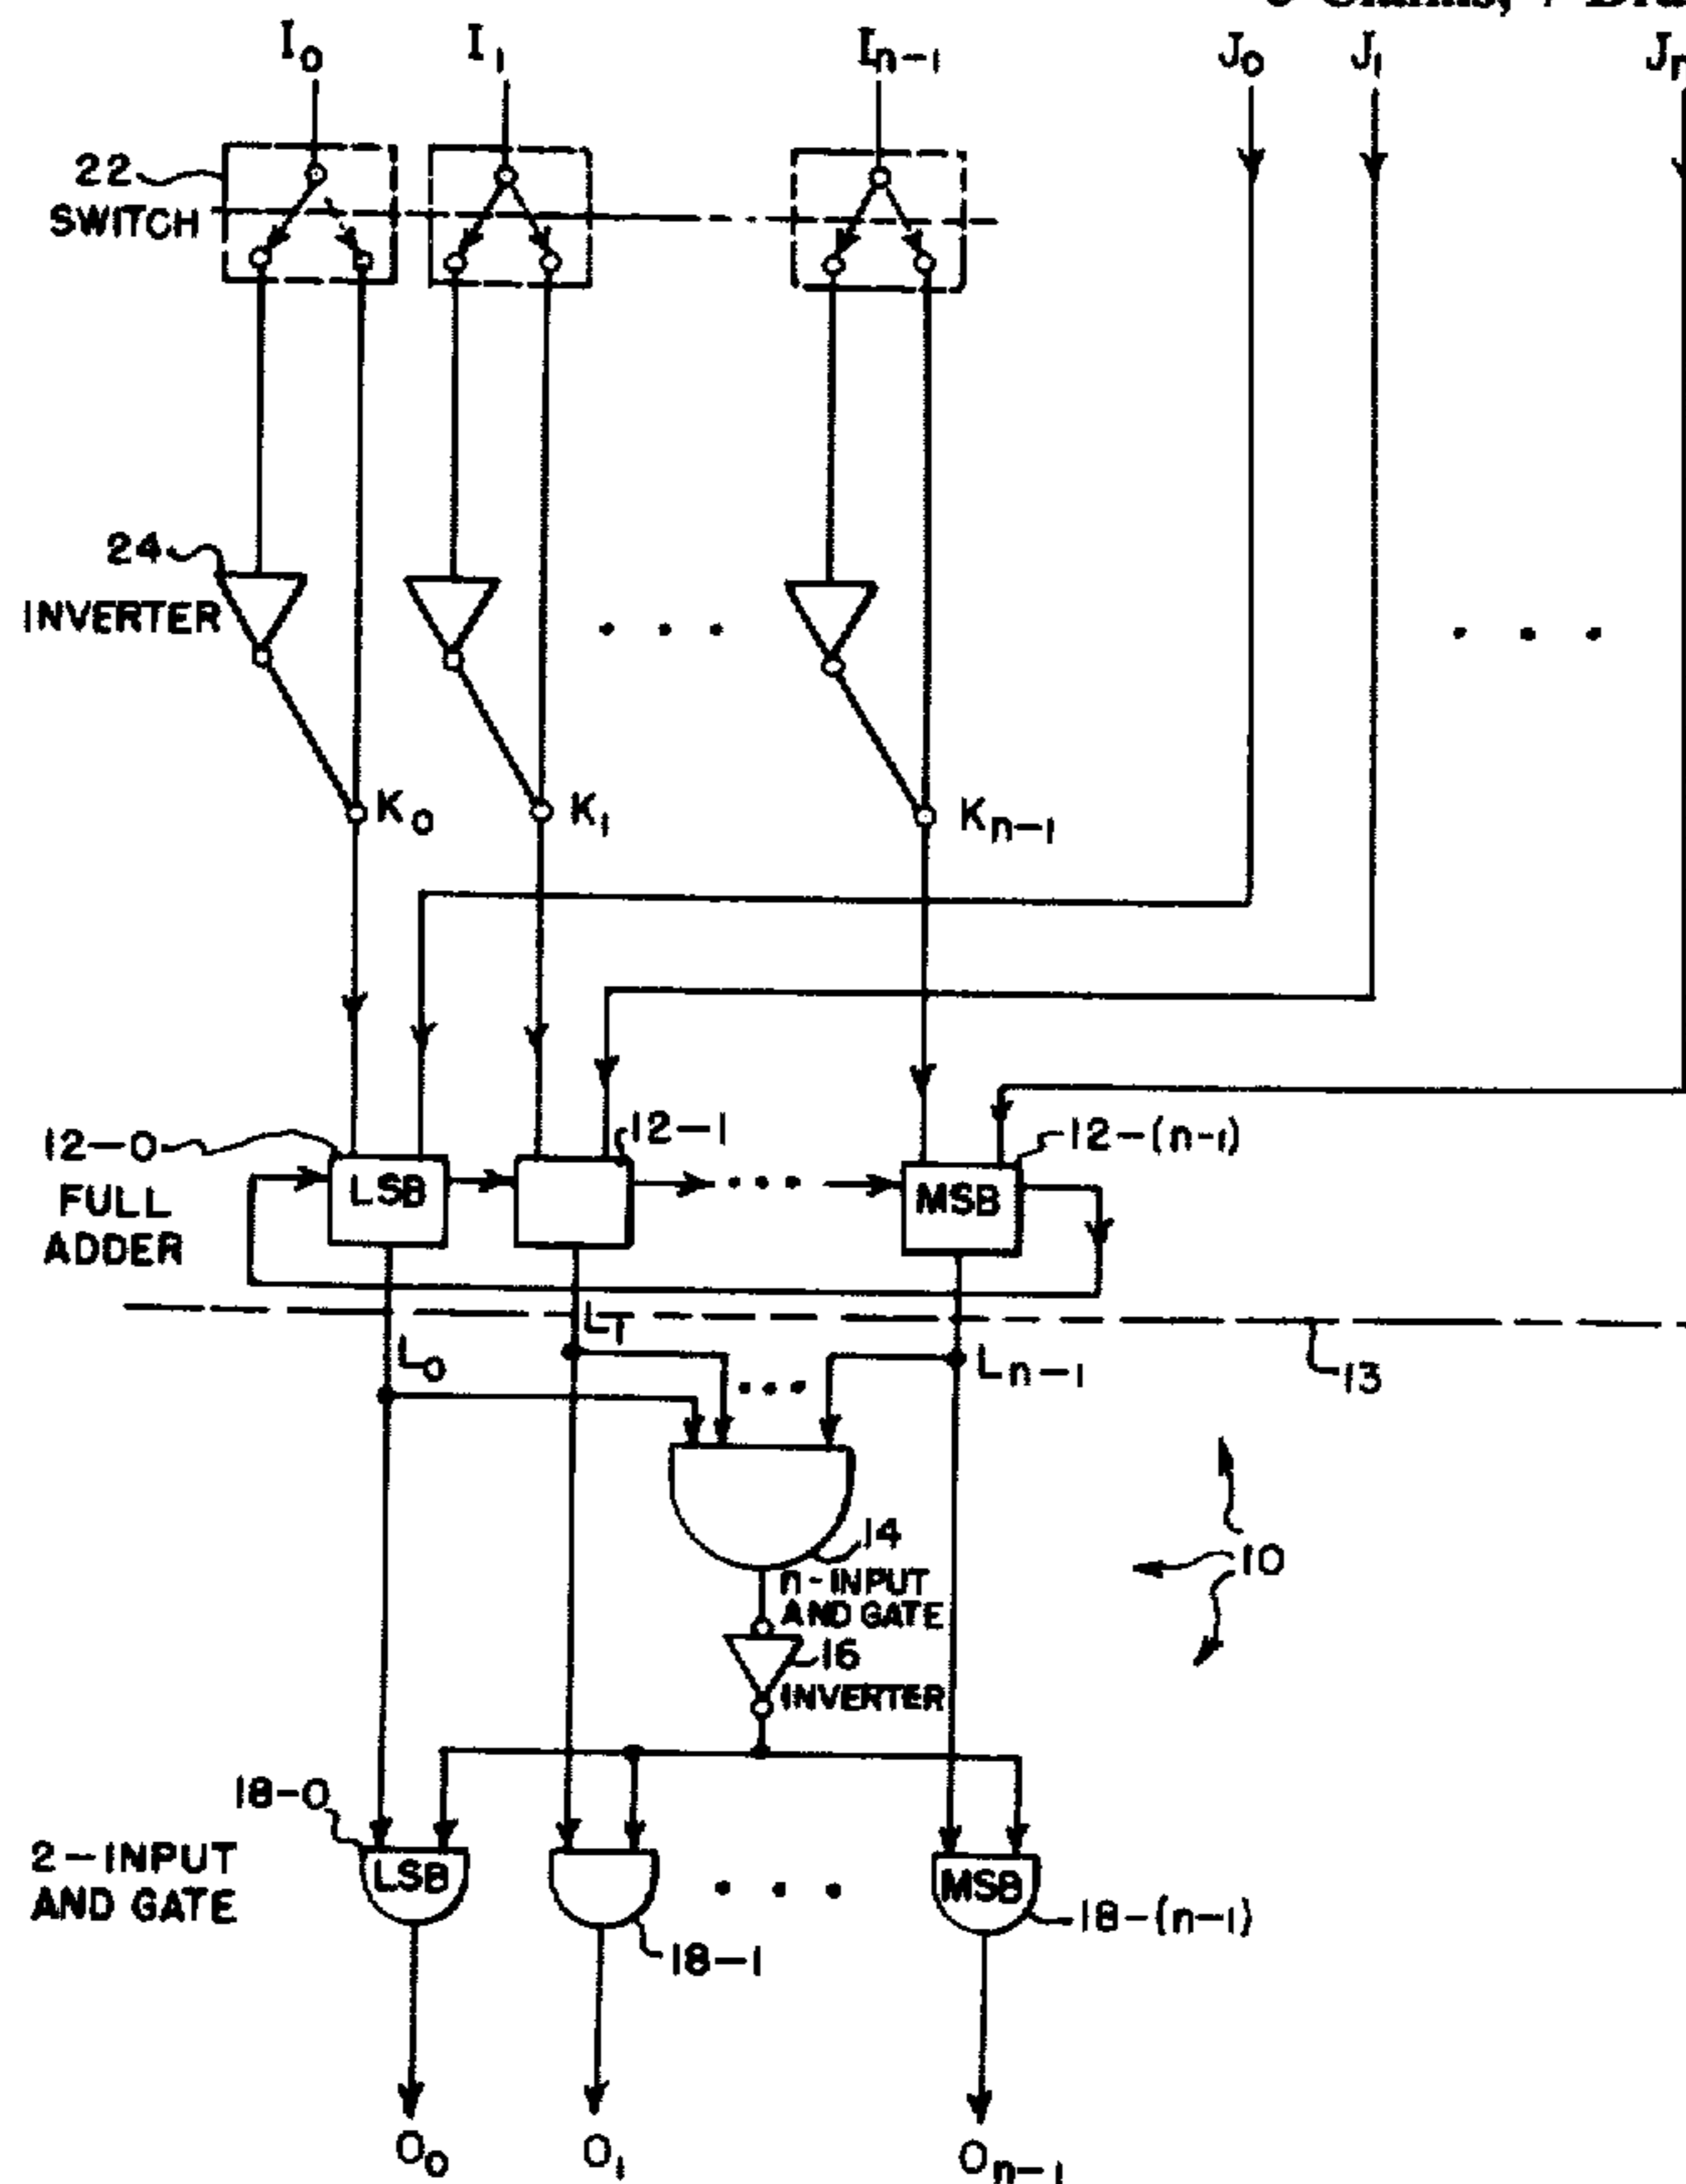 I0 I1 In-1 J0 J1
22
SWITCH
24
INVERTER
K0 K1 Kn-1
12-0 12-1 12-(n-1)
FULL
ADDER
LSB MSB
L0 L1 Ln-1
13
14
n-INPUT
AND GATE
10
16
INVERTER
18-0
2-INPUT
AND GATE
LSB MSB
18-1 18-(n-1)
O0 O1 On-1